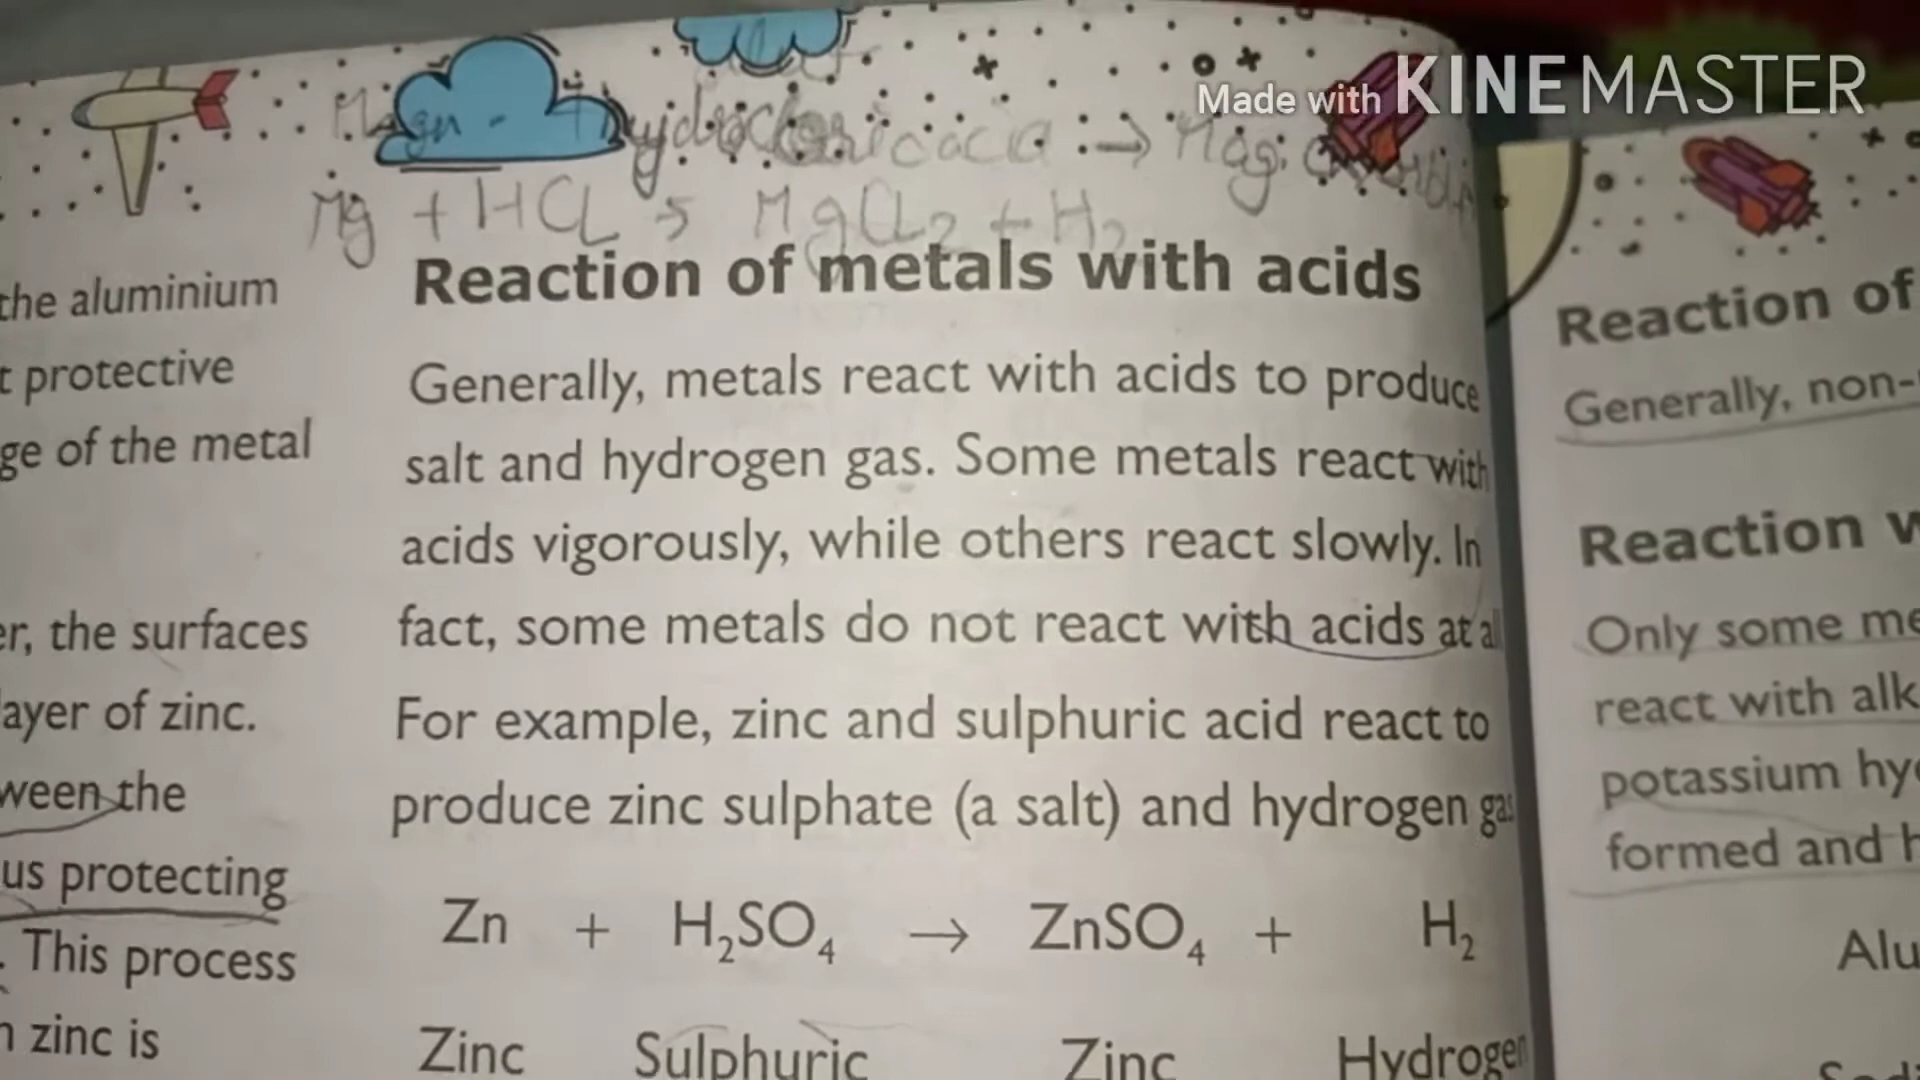 Made with KINEMASTER
Magn - Hydrochloric acid → Mag.
Mg + HCL → MgCl2 + H2
the aluminium
t protective
ge of the metal
er, the surfaces
ayer of zinc.
ween the
us protecting
. This process
n zinc is
Reaction of metals with acids
Generally, metals react with acids to produce
salt and hydrogen gas. Some metals react with
acids vigorously, while others react slowly. In
fact, some metals do not react with acids at al
For example, zinc and sulphuric acid react to
produce zinc sulphate (a salt) and hydrogen gas
Zn + H₂SO₄ → ZnSO₄ + H₂
Zinc Sulphuric Zinc Hydrogen
Reaction of
Generally, non-
Reaction w
Only some me
react with alk
potassium hy
formed and h
Alu